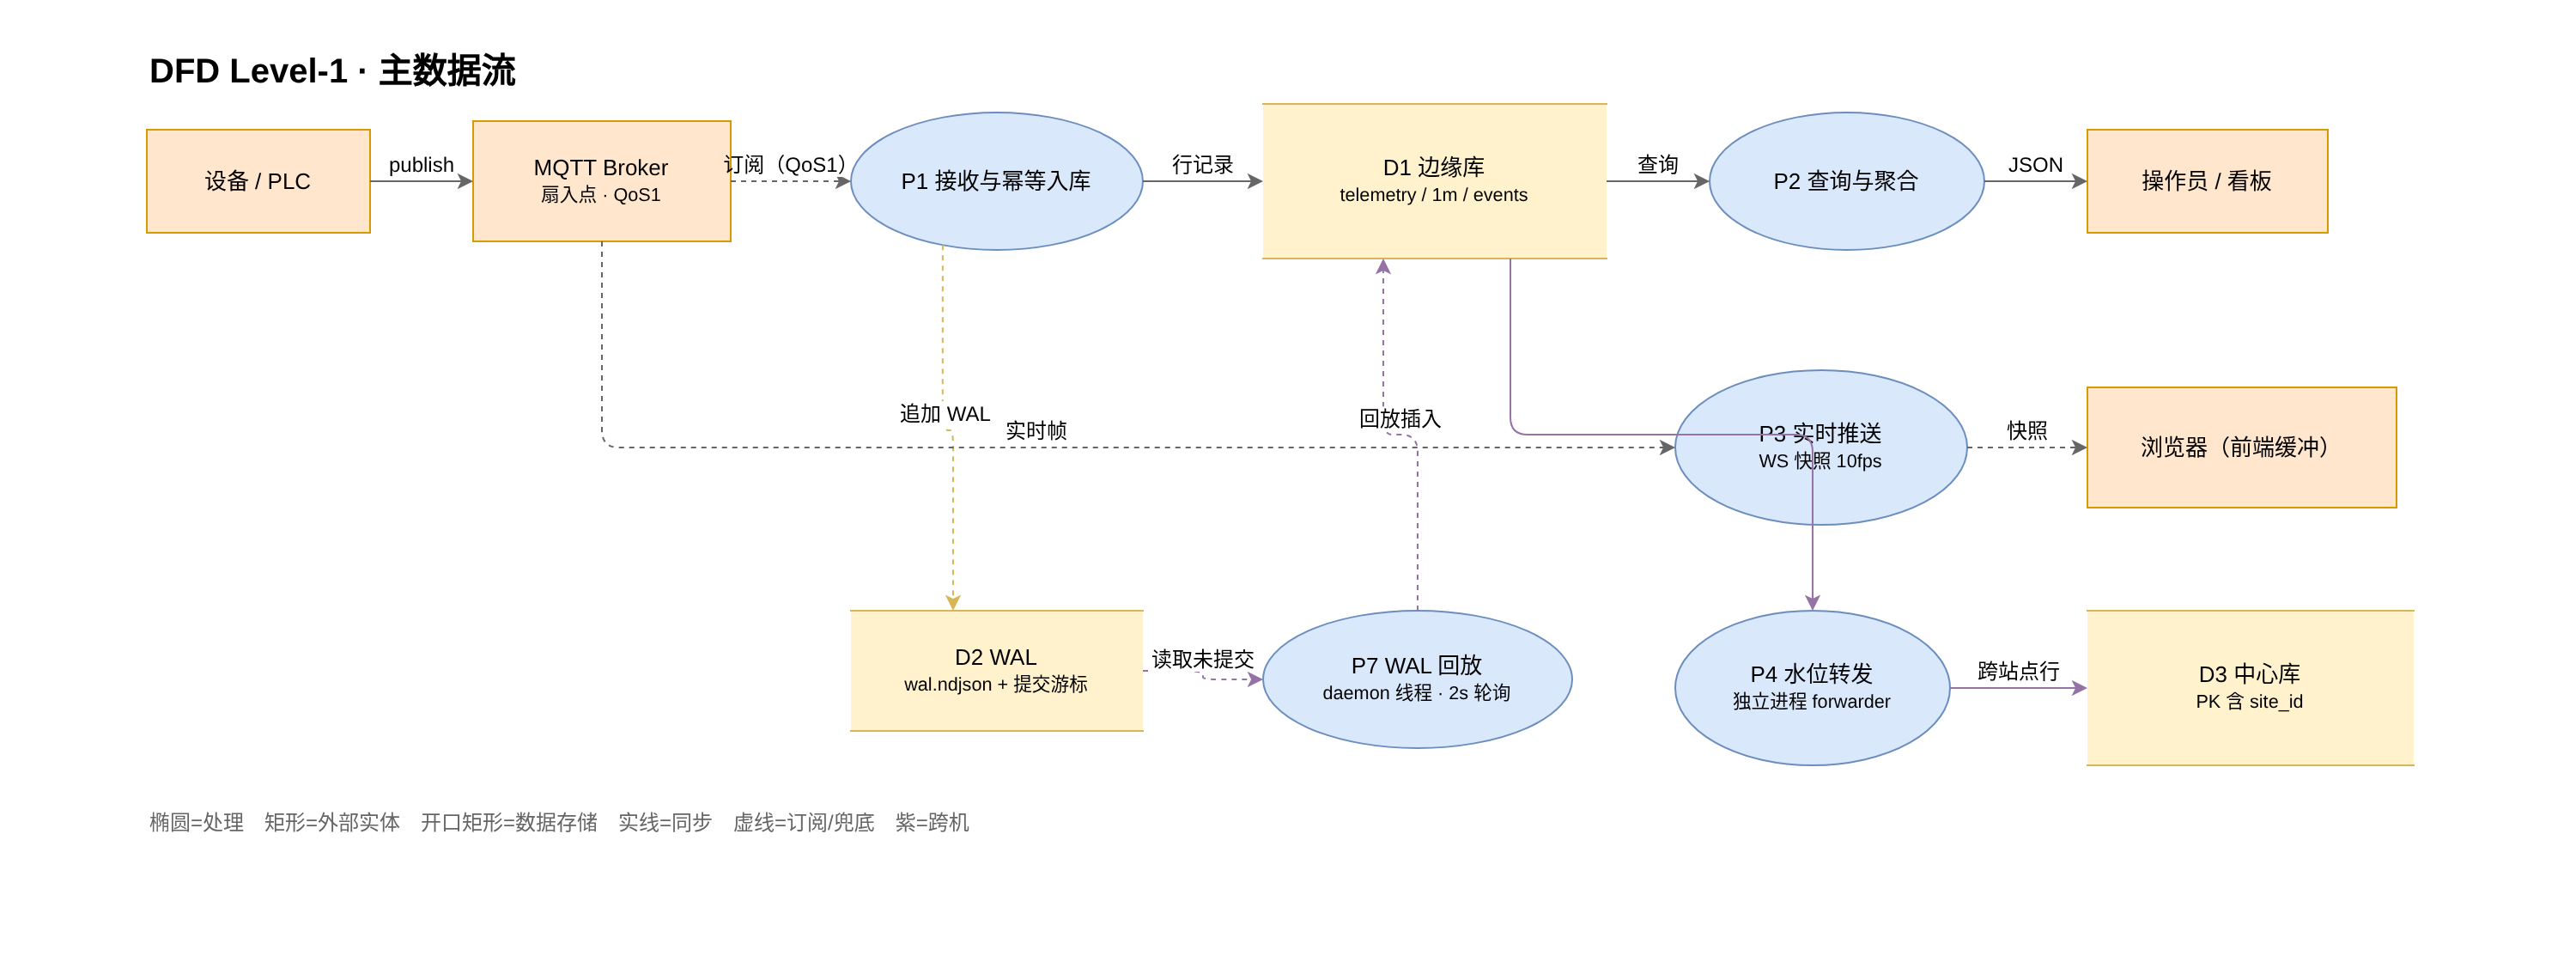 DFD Level-1 · 主数据流
设备 / PLC
publish
MQTT Broker
扇入点 · QoS1
订阅（QoS1）
P1 接收与幂等入库
行记录
D1 边缘库
telemetry / 1m / events
查询
P2 查询与聚合
JSON
操作员 / 看板
追加 WAL
实时帧
回放插入
P3 实时推送
WS 快照 10fps
快照
浏览器（前端缓冲）
D2 WAL
wal.ndjson + 提交游标
读取未提交
P7 WAL 回放
daemon 线程 · 2s 轮询
P4 水位转发
独立进程 forwarder
跨站点行
D3 中心库
PK 含 site_id
椭圆=处理 矩形=外部实体 开口矩形=数据存储 实线=同步 虚线=订阅/兜底 紫=跨机